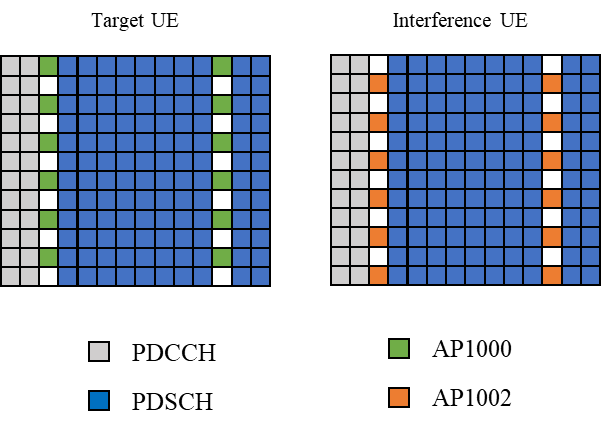 Target UE
Interference UE
PDCCH
AP1000
PDSCH
AP1002